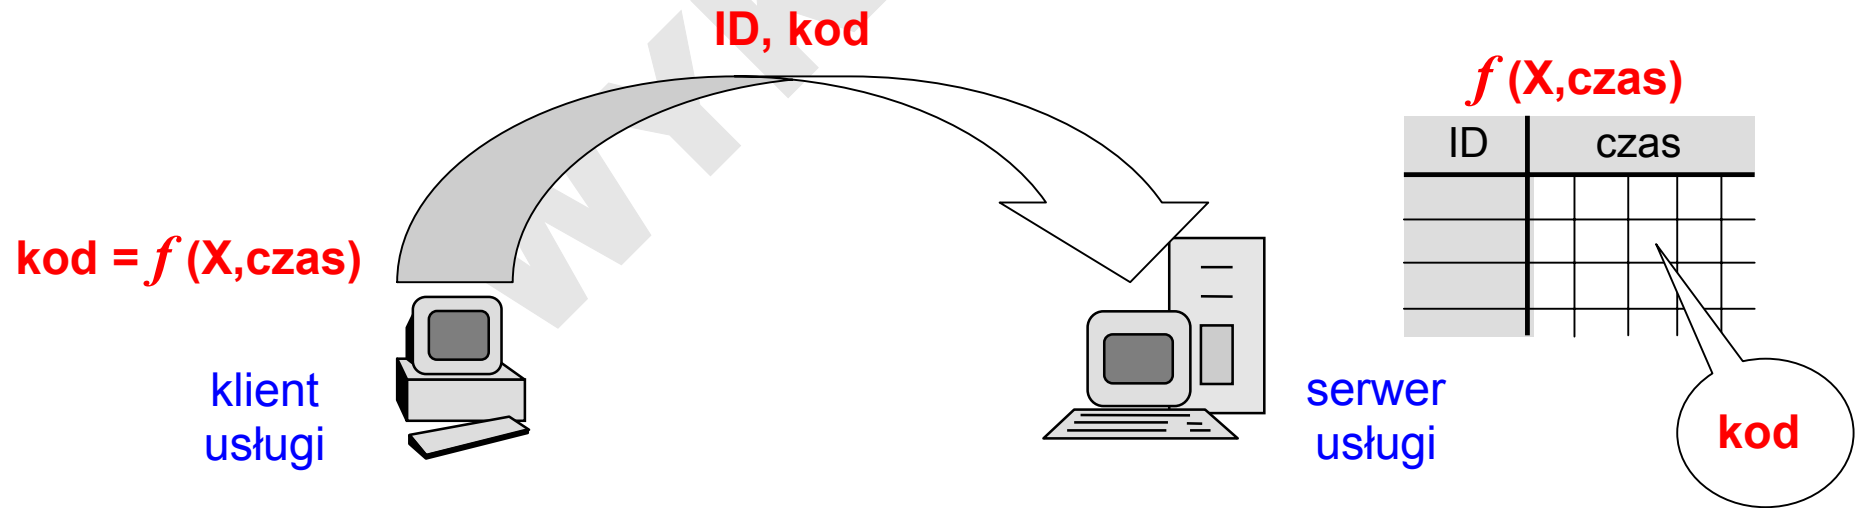 ID, kod
f (X,czas)
ID czas
kod = f (X,czas)
klient
usługi
serwer
usługi
kod